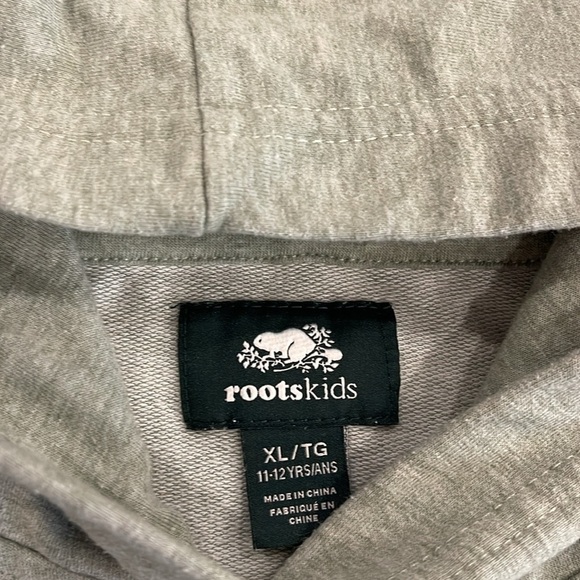 rootskids
XL/TG
11-12 YRS/ANS
MADE IN CHINA
FABRIQUÉ EN
CHINE